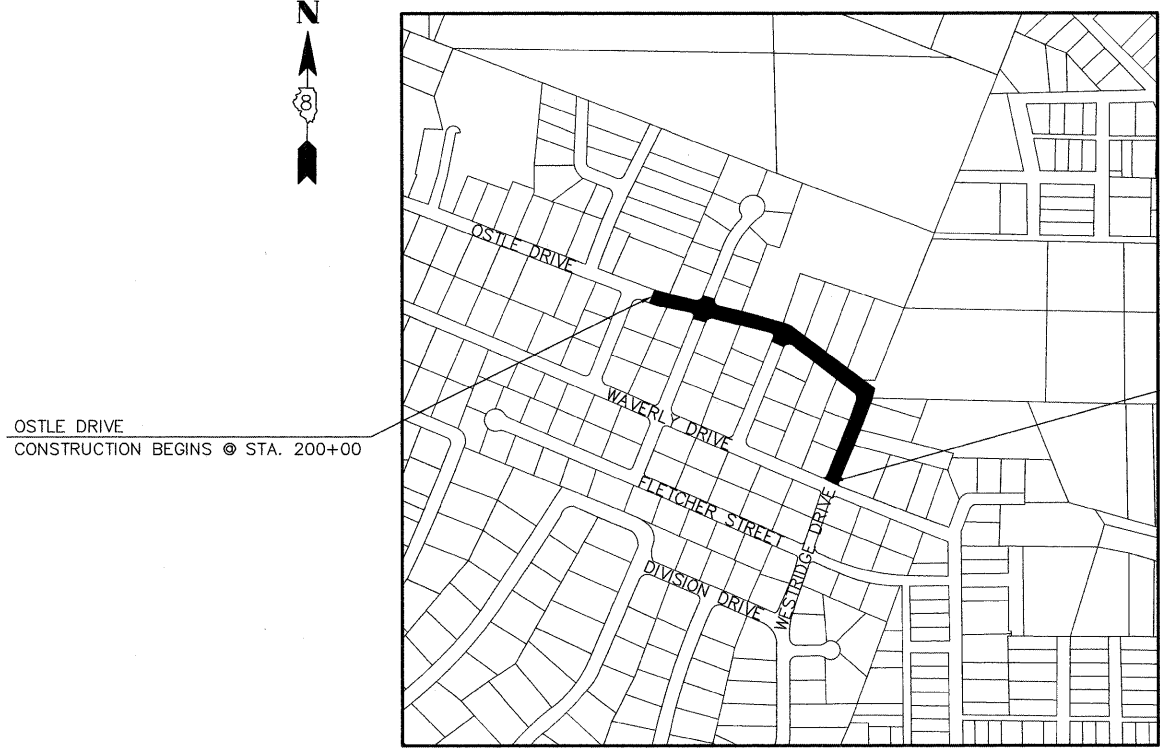 N
8
OSTLE DRIVE
OSTLE DRIVE
CONSTRUCTION BEGINS @ STA. 200+00
WAVERLY DRIVE
FLETCHER STREET
WESTRIDGE DRIVE
DIVISION DRIVE